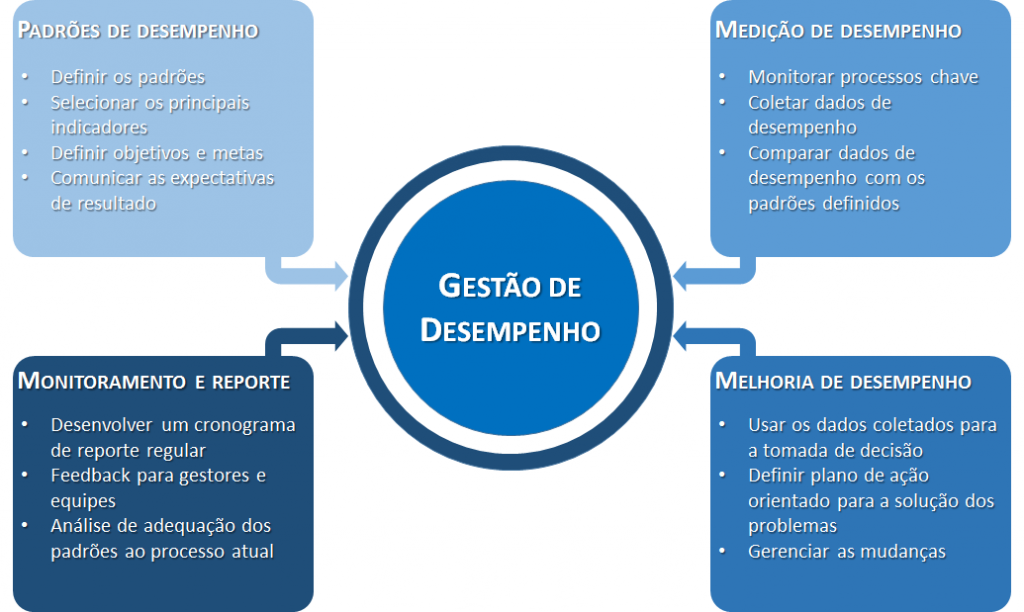 PADRÕES DE DESEMPENHO
• Definir os padrões
• Selecionar os principais
indicadores
• Definir objetivos e metas
• Comunicar as expectativas
de resultado
MEDIÇÃO DE DESEMPENHO
• Monitorar processos chave
• Coletar dados de
desempenho
• Comparar dados de
desempenho com os
padrões definidos
GESTÃO DE
DESEMPENHO
MONITORAMENTO E REPORTE
• Desenvolver um cronograma
de reporte regular
• Feedback para gestores e
equipes
• Análise de adequação dos
padrões ao processo atual
MELHORIA DE DESEMPENHO
• Usar os dados coletados para
a tomada de decisão
• Definir plano de ação
orientado para a solução dos
problemas
• Gerenciar as mudanças